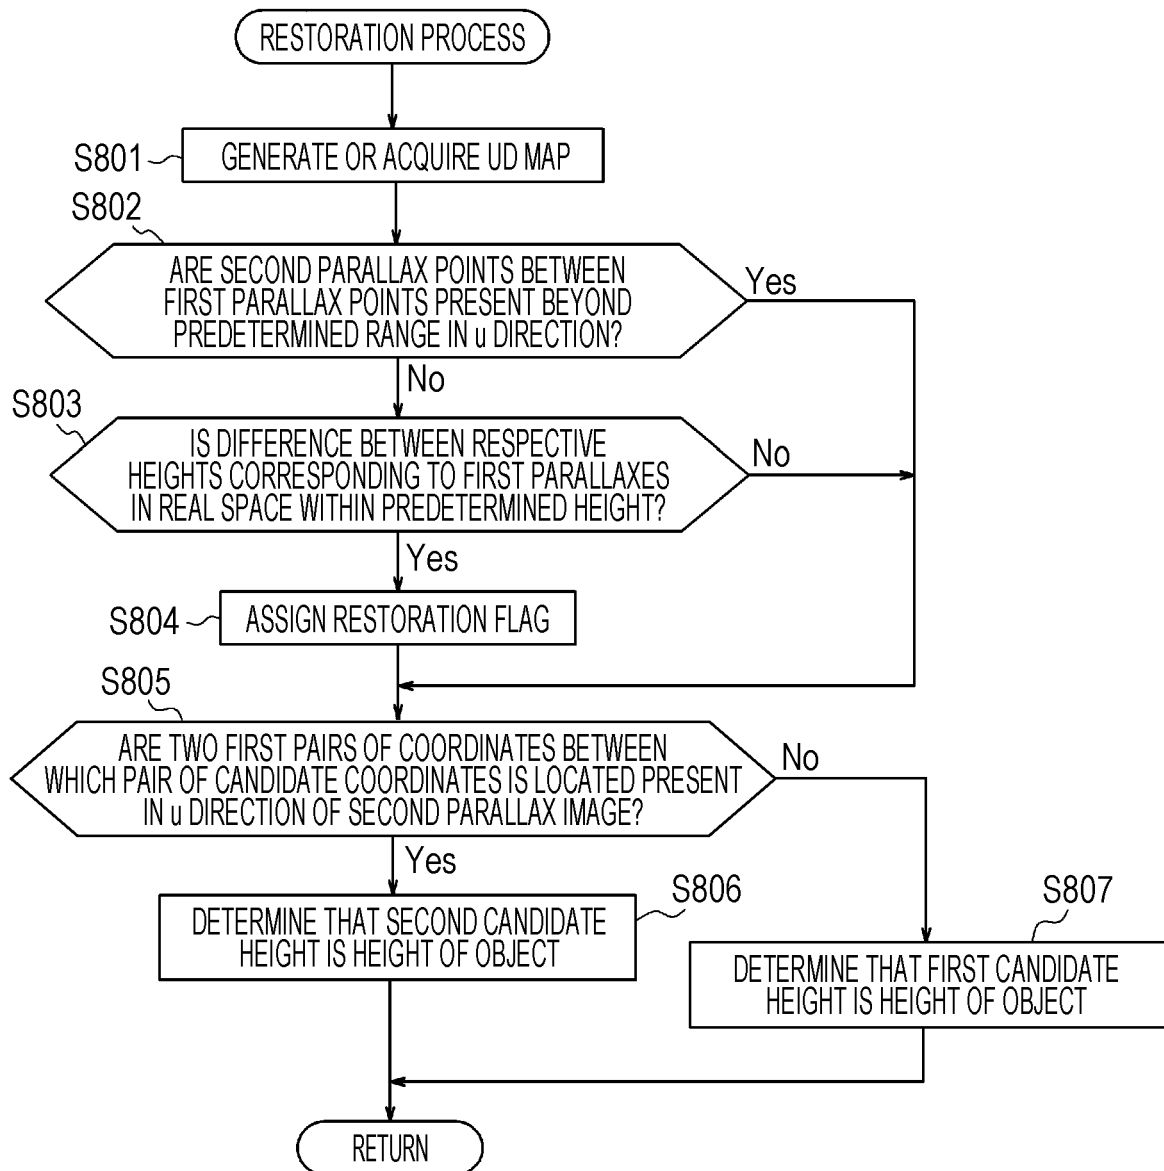 RESTORATION PROCESS
S801
GENERATE OR ACQUIRE UD MAP
S802
ARE SECOND PARALLAX POINTS BETWEEN
FIRST PARALLAX POINTS PRESENT BEYOND
PREDETERMINED RANGE IN u DIRECTION?
Yes
No
S803
IS DIFFERENCE BETWEEN RESPECTIVE
HEIGHTS CORRESPONDING TO FIRST PARALLAXES
IN REAL SPACE WITHIN PREDETERMINED HEIGHT?
No
Yes
S804
ASSIGN RESTORATION FLAG
S805
ARE TWO FIRST PAIRS OF COORDINATES BETWEEN
WHICH PAIR OF CANDIDATE COORDINATES IS LOCATED PRESENT
IN u DIRECTION OF SECOND PARALLAX IMAGE?
No
Yes
S806
DETERMINE THAT SECOND CANDIDATE
HEIGHT IS HEIGHT OF OBJECT
S807
DETERMINE THAT FIRST CANDIDATE
HEIGHT IS HEIGHT OF OBJECT
RETURN